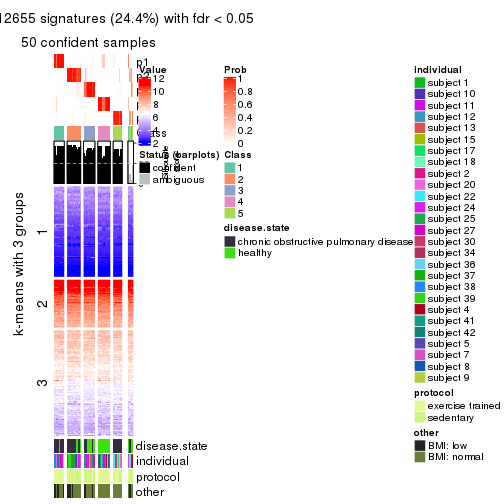 12655 signatures (24.4%) with fdr < 0.05
50 confident samples
p1
Value
12
10
8
6
4
2
Prob
1
0.8
0.6
0.4
0.2
0
Status (barplots)
confident
ambiguous
Class
1
2
3
4
5
disease.state
chronic obstructive pulmonary disease
healthy
individual
subject 1
subject 10
subject 11
subject 12
subject 13
subject 15
subject 17
subject 18
subject 2
subject 20
subject 22
subject 24
subject 25
subject 27
subject 30
subject 34
subject 36
subject 37
subject 38
subject 39
subject 4
subject 41
subject 42
subject 5
subject 7
subject 8
subject 9
protocol
exercise trained
sedentary
other
BMI: low
BMI: normal
k-means with 3 groups
1
2
3
disease.state
individual
protocol
other